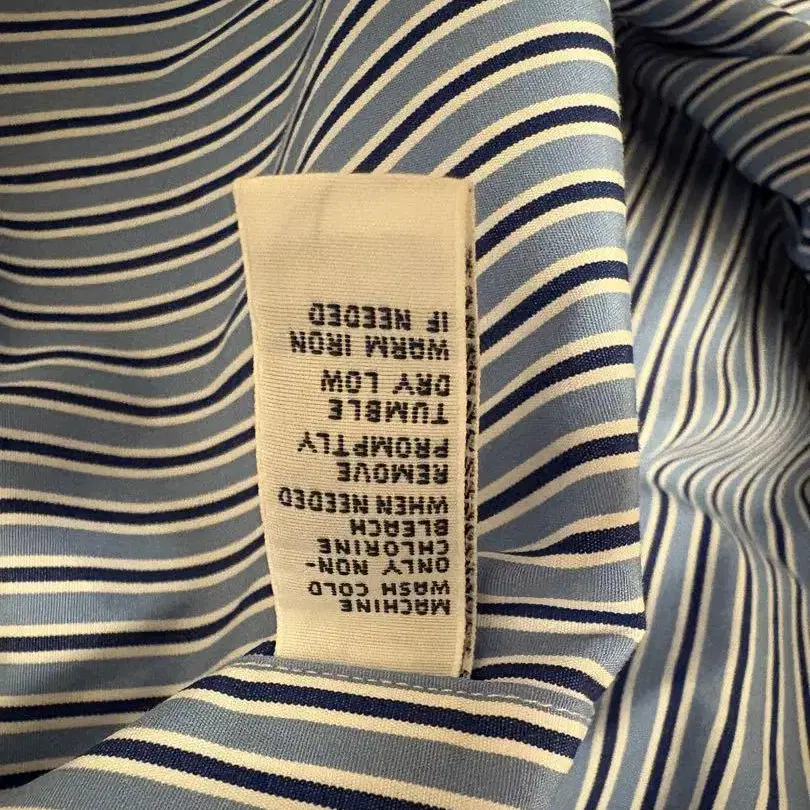 MACHINE
WASH COLD
ONLY NON-
CHLORINE
BLEACH
WHEN NEEDED
REMOVE
PROMPTLY
TUMBLE
DRY LOW
WARM IRON
IF NEEDED